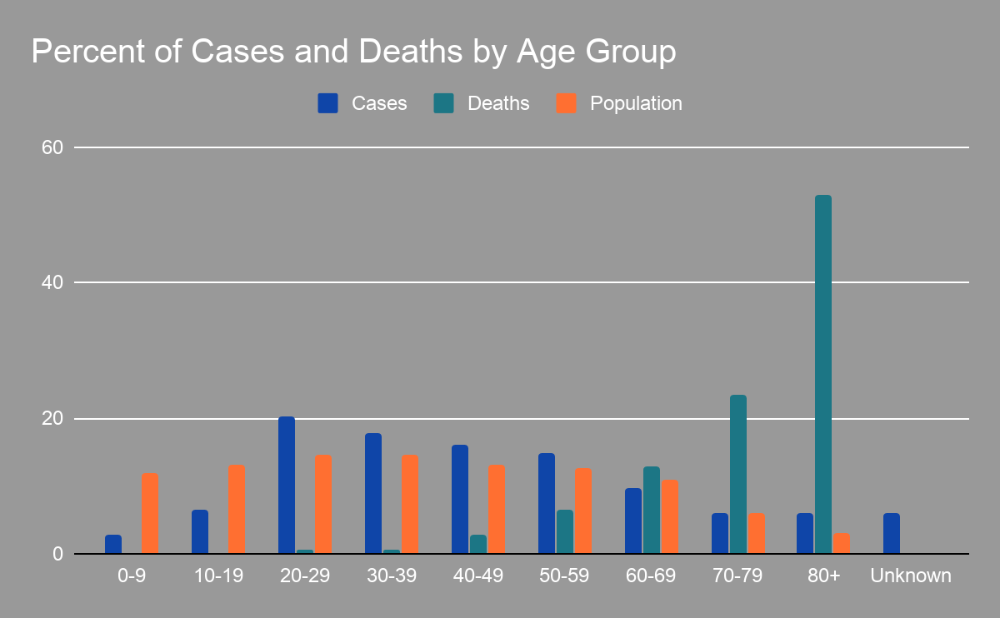 Percent of Cases and Deaths by Age Group
Cases Deaths Population
60
40
20
0
0-9 10-19 20-29 30-39 40-49 50-59 60-69 70-79 80+ Unknown